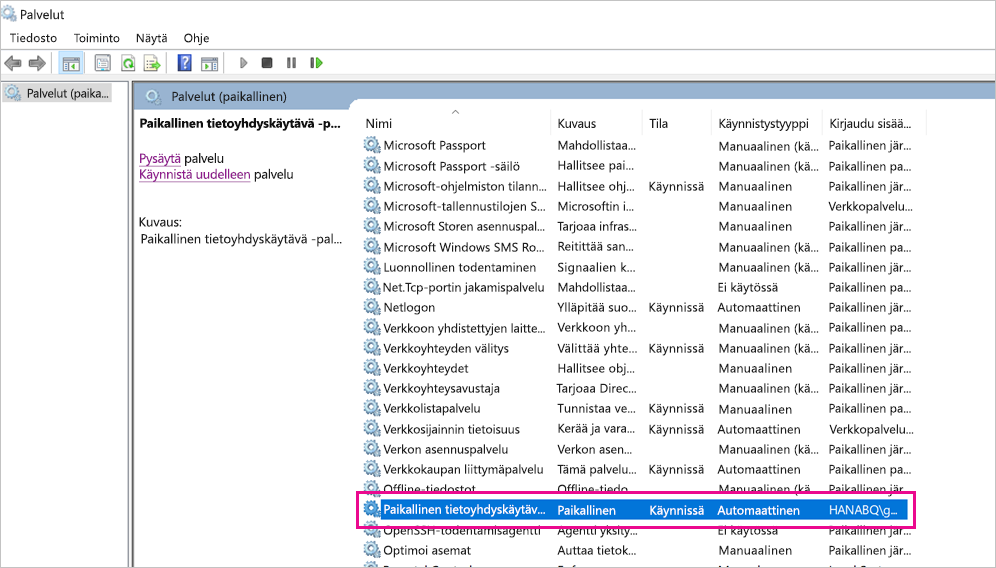 Palvelut
Tiedosto Toiminto Näytä Ohje
Palvelut (paika...
Palvelut (paikallinen)
Paikallinen tietoyhdyskäytävä -p...
Pysäytä palvelu
Käynnistä uudelleen palvelu
Kuvaus:
Paikallinen tietoyhdyskäytävä -pal...
Nimi Kuvaus Tila Käynnistystyyppi Kirjaudu sisää...
Microsoft Passport Mahdollistaa... Manuaalinen (kä... Paikallinen jär...
Microsoft Passport -säilö Hallitsee pai... Manuaalinen (kä... Paikallinen pa...
Microsoft-ohjelmiston tilann... Hallitsee ohj... Käynnissä Manuaalinen Paikallinen jär...
Microsoft-tallennustilojen S... Microsoftin i... Manuaalinen Verkkopalvelu...
Microsoft Storen asennuspal... Tarjoaa infras... Manuaalinen Paikallinen jär...
Microsoft Windows SMS Ro... Reitittää san... Manuaalinen (kä... Paikallinen jär...
Luonnollinen todentaminen Signaalien k... Manuaalinen (kä... Paikallinen jär...
Net.Tcp-portin jakamispalvelu Mahdollistaa... Ei käytössä Paikallinen pa...
Netlogon Ylläpitää suo... Käynnissä Automaattinen Paikallinen jär...
Verkkoon yhdistettyjen laitte... Verkkoon yh... Manuaalinen (kä... Paikallinen pa...
Verkkoyhteyden välitys Välittää yhte... Käynnissä Manuaalinen (kä... Paikallinen jär...
Verkkoyhteydet Hallitsee obj... Manuaalinen Paikallinen jär...
Verkkoyhteysavustaja Tarjoaa Direc... Manuaalinen (kä... Paikallinen jär...
Verkkolistapalvelu Tunnistaa ve... Käynnissä Manuaalinen Paikallinen pa...
Verkkosijainnin tietoisuus Kerää ja vara... Käynnissä Automaattinen Verkkopalvelu...
Verkon asennuspalvelu Verkon asen... Manuaalinen (kä... Paikallinen jär...
Verkkokaupan liittymäpalvelu Tämä palvelu... Käynnissä Automaattinen Paikallinen pa...
Offline-tiedostot Offline-tiedo... Manuaalinen (kä... Paikallinen jär...
Paikallinen tietoyhdyskäytäv... Paikallinen Käynnissä Automaattinen HANABQ\g...
OpenSSH-todentamisagentti Agentti yksity... Ei käytössä Paikallinen jär...
Optimoi asemat Auttaa tietok... Manuaalinen Paikallinen jär...